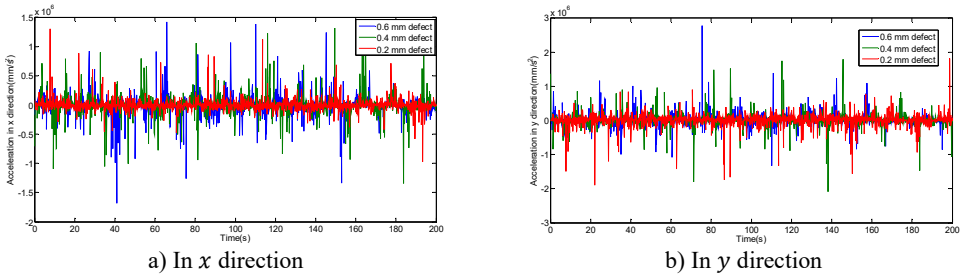 x 10⁶
1.5
1
0.5
0
-0.5
-1
-1.5
-2
Acceleration in x direction(mm/s²)
0.6 mm defect
0.4 mm defect
0.2 mm defect
0 20 40 60 80 100 120 140 160 180 200
Time(s)
a) In x direction
x 10⁶
3
2
1
0
-1
-2
-3
Acceleration in y direction(mm/s²)
0.6 mm defect
0.4 mm defect
0.2 mm defect
0 20 40 60 80 100 120 140 160 180 200
Time(s)
b) In y direction